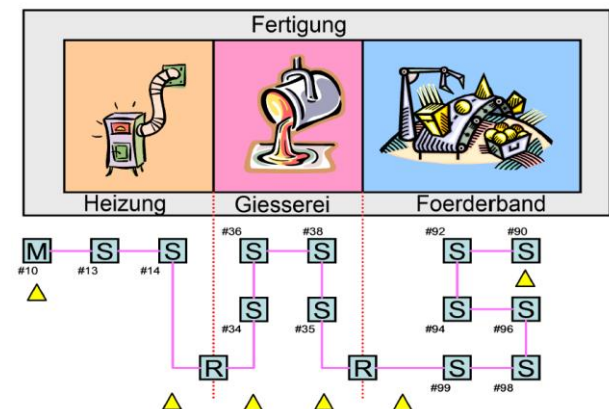 Fertigung
Heizung Giesserei Foerderband
#36 #38 #92 #90
M S S S S S S
#10 #13 #14
S S S S
#34 #35 #94 #96
R R S S
#99 #98